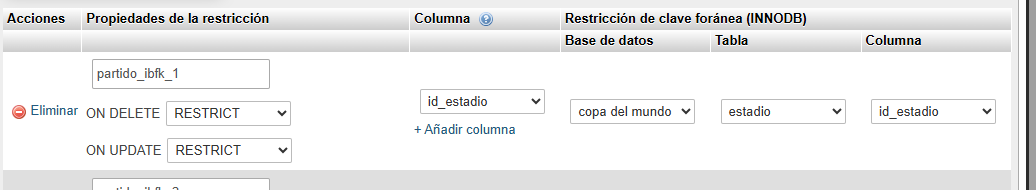 Acciones Propiedades de la restricción Columna Restricción de clave foránea (INNODB)
Base de datos Tabla Columna
partido_ibfk_1
Eliminar ON DELETE RESTRICT id_estadio copa del mundo estadio id_estadio
+ Añadir columna
ON UPDATE RESTRICT